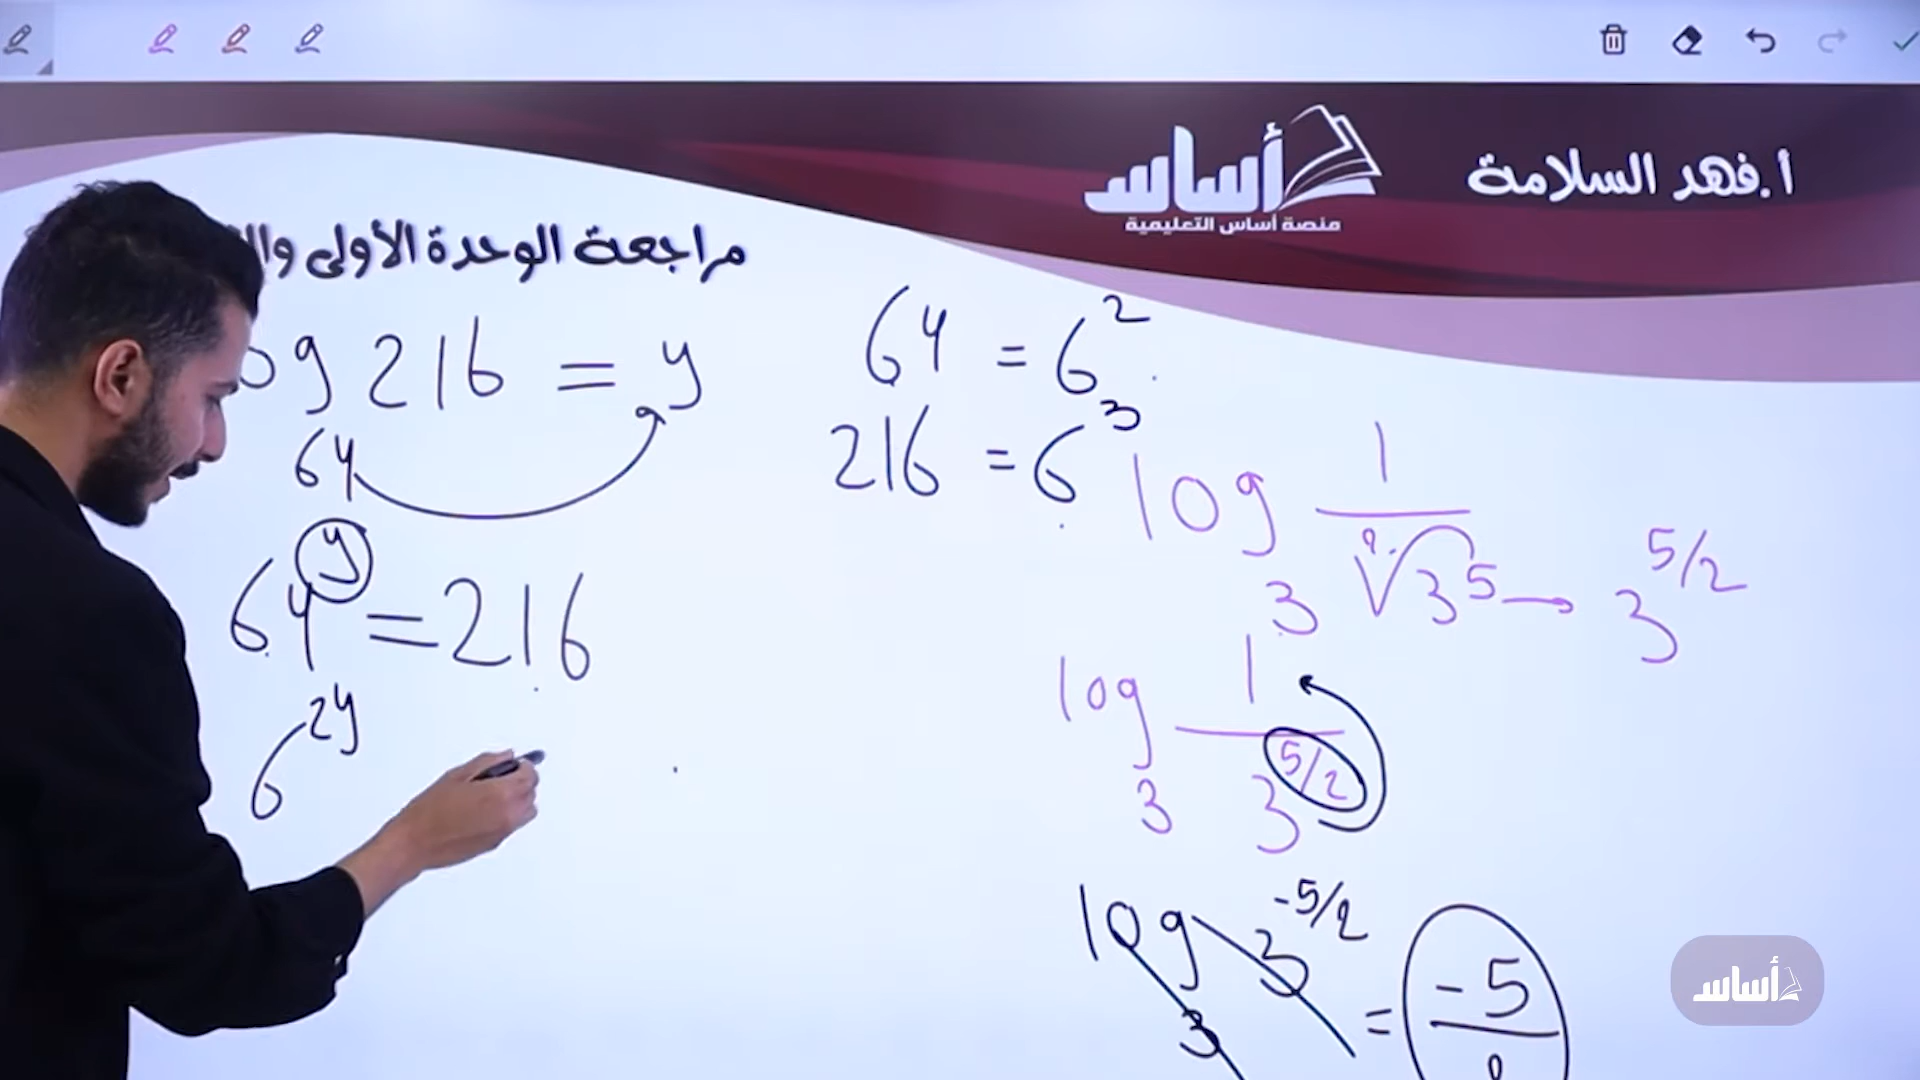 أ.فهد السلامة
أساس
منصة أساس التعليمية
مراجعة الوحدة الأولى
og 216 = y
64
64^y = 216
6^2y
64 = 6^2
216 = 6^3
log_3 1/√3^5 → 3^5/2
log_3 1/3^5/2
log_3 3^-5/2 = -5/
أساس